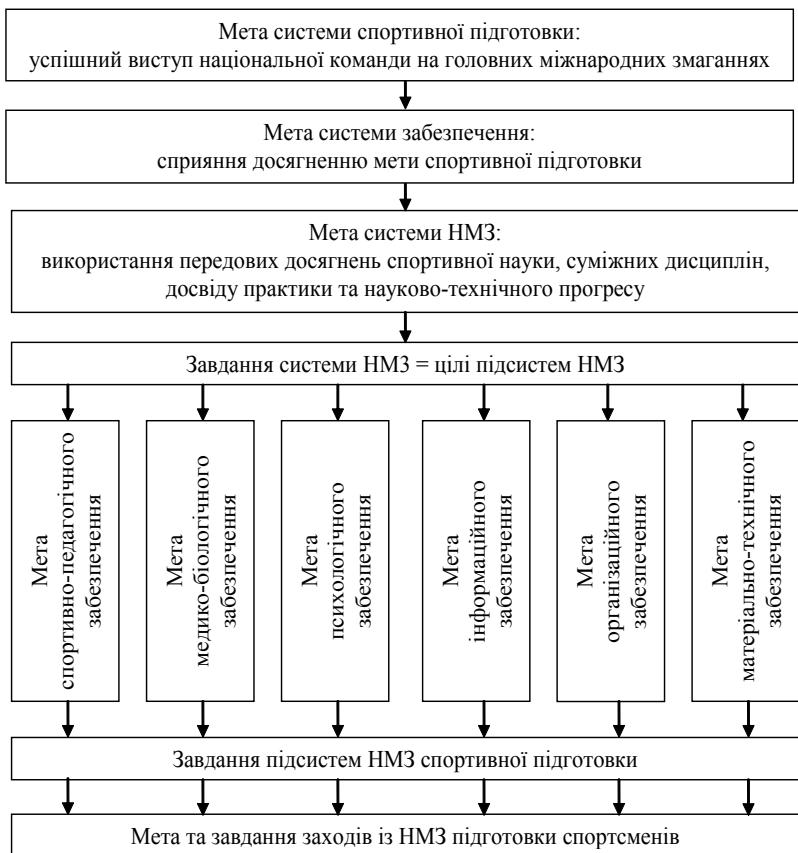 Мета системи спортивної підготовки:
успішний виступ національної команди на головних міжнародних змаганнях
Мета системи забезпечення:
сприяння досягненню мети спортивної підготовки
Мета системи НМЗ:
використання передових досягнень спортивної науки, суміжних дисциплін,
досвіду практики та науково-технічного прогресу
Завдання системи НМЗ = цілі підсистем НМЗ
Мета
спортивно-педагогічного
забезпечення
Мета
медико-біологічного
забезпечення
Мета
психологічного
забезпечення
Мета
інформаційного
забезпечення
Мета
організаційного
забезпечення
Мета
матеріально-технічного
забезпечення
Завдання підсистем НМЗ спортивної підготовки
Мета та завдання заходів із НМЗ підготовки спортсменів